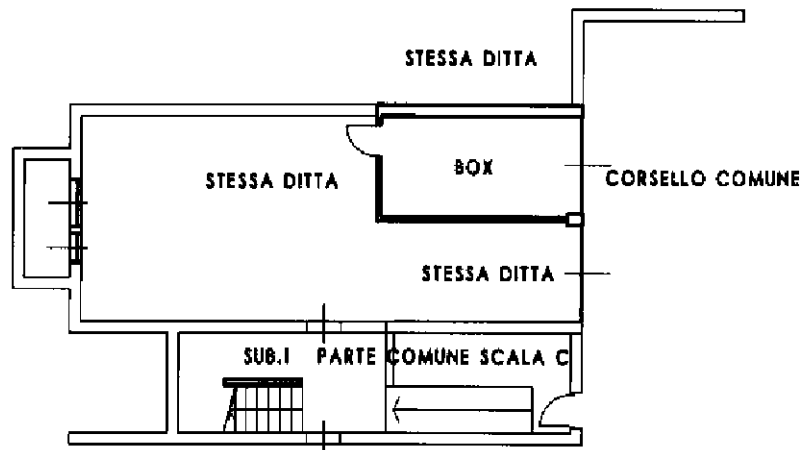 STESSA DITTA
BOX
STESSA DITTA
CORSELLO COMUNE
STESSA DITTA
SUB.1 PARTE COMUNE SCALA C